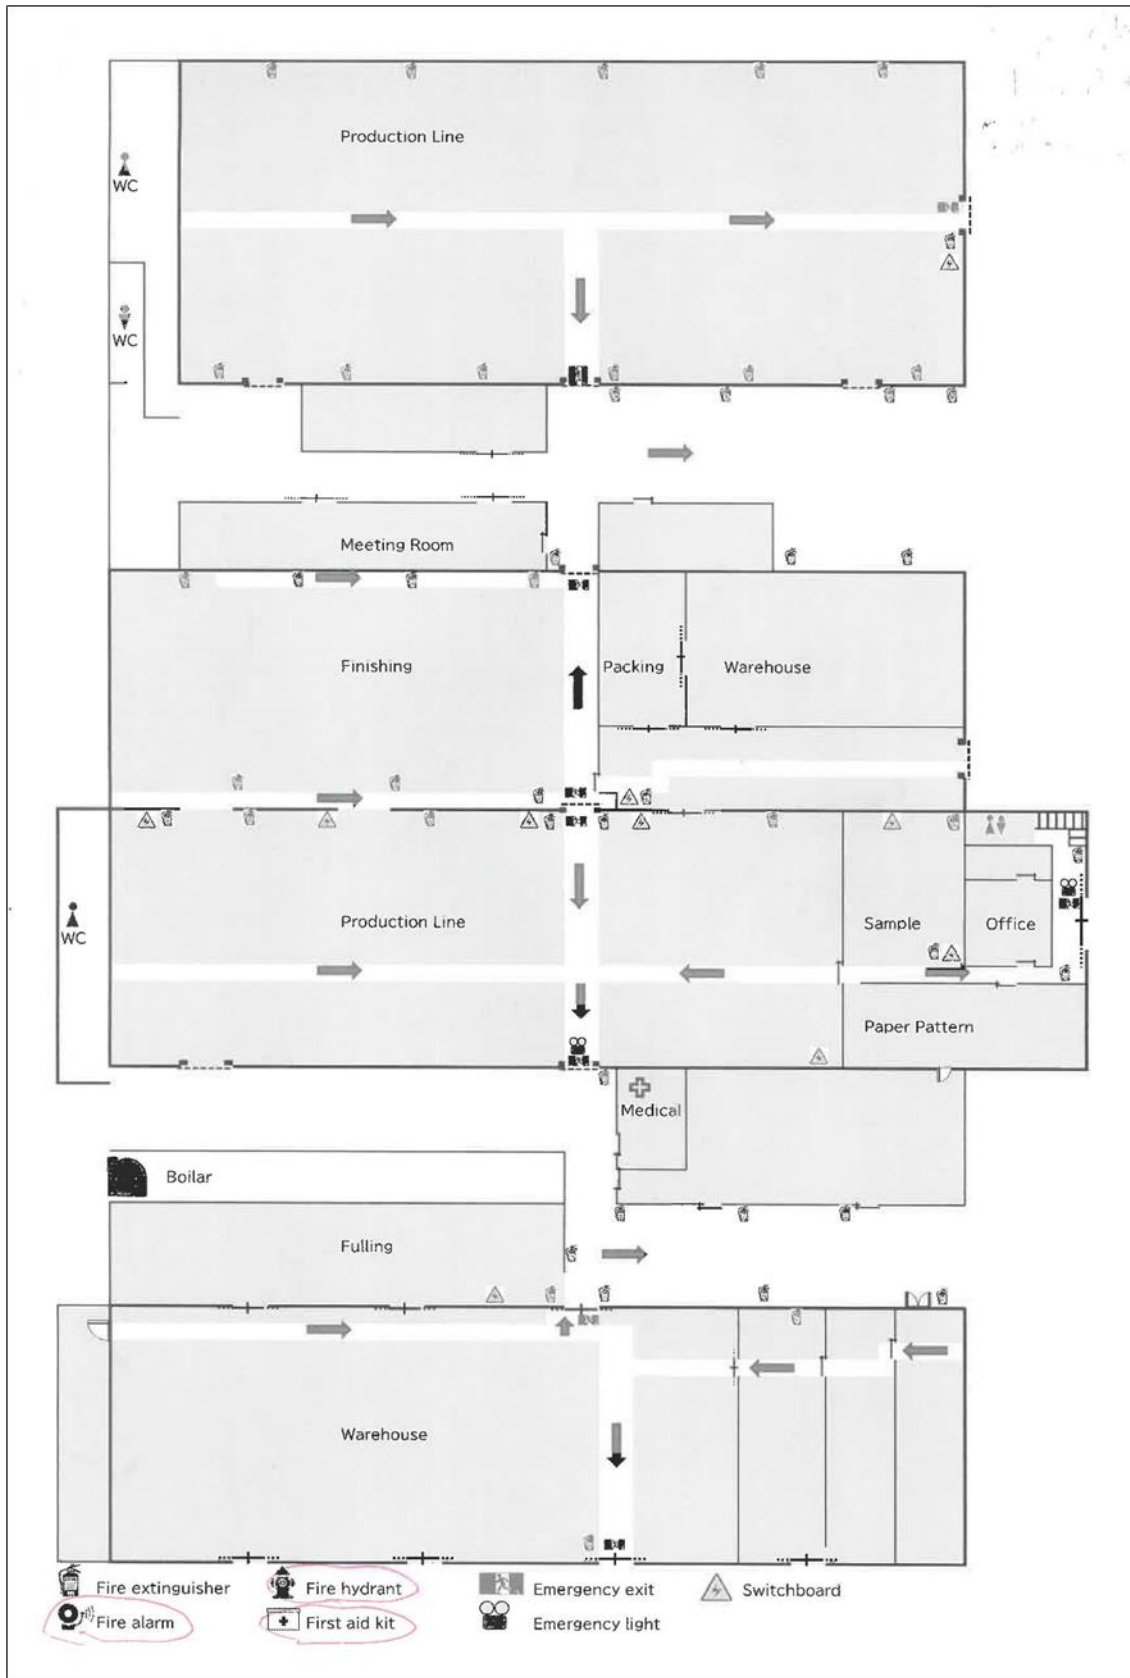 Production Line
WC
WC
Meeting Room
Finishing
Packing
Warehouse
Production Line
WC
Sample
Office
Paper Pattern
Medical
Boilar
Fulling
Warehouse
Fire extinguisher
Fire hydrant
Emergency exit
Switchboard
Fire alarm
First aid kit
Emergency light